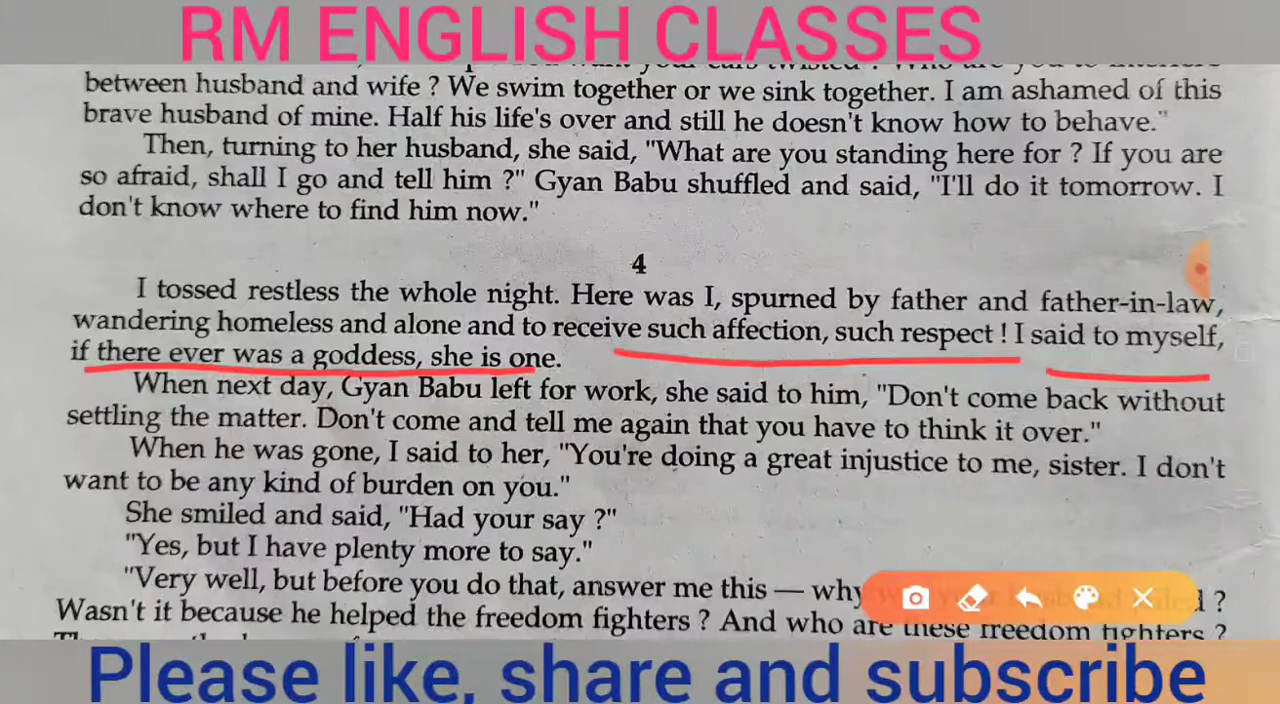 RM ENGLISH CLASSES
between husband and wife ? We swim together or we sink together. I am ashamed of this
brave husband of mine. Half his life's over and still he doesn't know how to behave."
Then, turning to her husband, she said, "What are you standing here for ? If you are
so afraid, shall I go and tell him ?" Gyan Babu shuffled and said, "I'll do it tomorrow. I
don't know where to find him now."
4
I tossed restless the whole night. Here was I, spurned by father and father-in-law,
wandering homeless and alone and to receive such affection, such respect ! I said to myself,
if there ever was a goddess, she is one.
When next day, Gyan Babu left for work, she said to him, "Don't come back without
settling the matter. Don't come and tell me again that you have to think it over."
When he was gone, I said to her, "You're doing a great injustice to me, sister. I don't
want to be any kind of burden on you."
She smiled and said, "Had your say ?"
"Yes, but I have plenty more to say."
"Very well, but before you do that, answer me this — why ?
Wasn't it because he helped the freedom fighters ? And who are these freedom fighters ?
Please like, share and subscribe